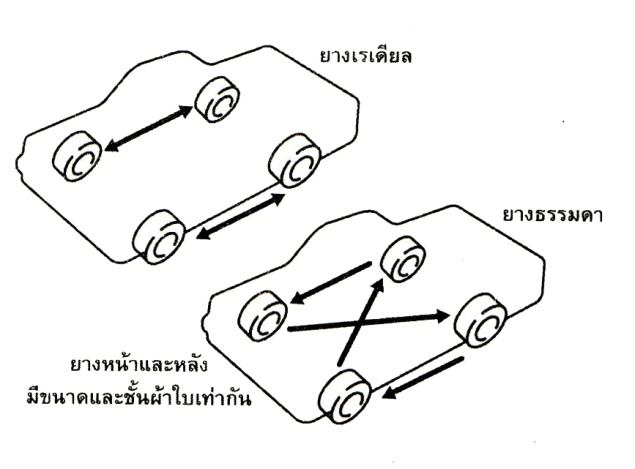 ยางเรเดียล
ยางธรรมดา
ยางหน้าและหลัง
มีขนาดและชั้นผ้าใบเท่ากัน